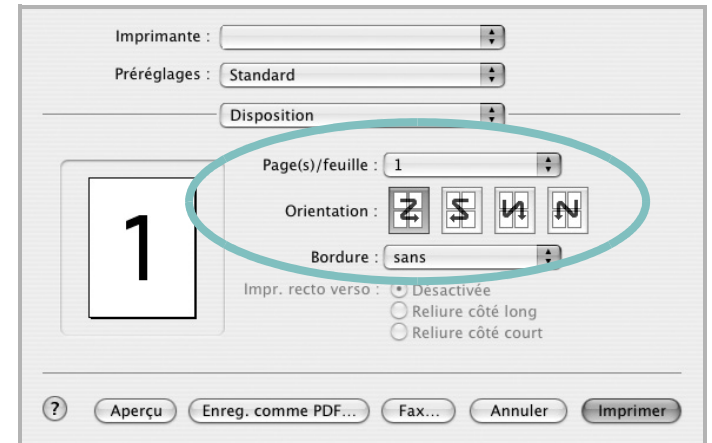 Imprimante :
Préréglages : Standard
Disposition
Page(s)/feuille : 1
Orientation :
Bordure : sans
Impr. recto verso : Désactivée
Reliure côté long
Reliure côté court
1
? Aperçu Enreg. comme PDF... Fax... Annuler Imprimer